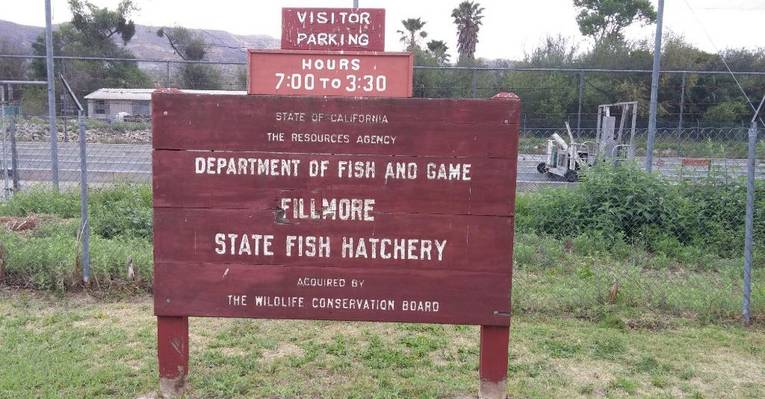 VISITOR
PARKING
HOURS
7:00 TO 3:30
STATE OF CALIFORNIA
THE RESOURCES AGENCY
DEPARTMENT OF FISH AND GAME
FILLMORE
STATE FISH HATCHERY
ACQUIRED BY
THE WILDLIFE CONSERVATION BOARD